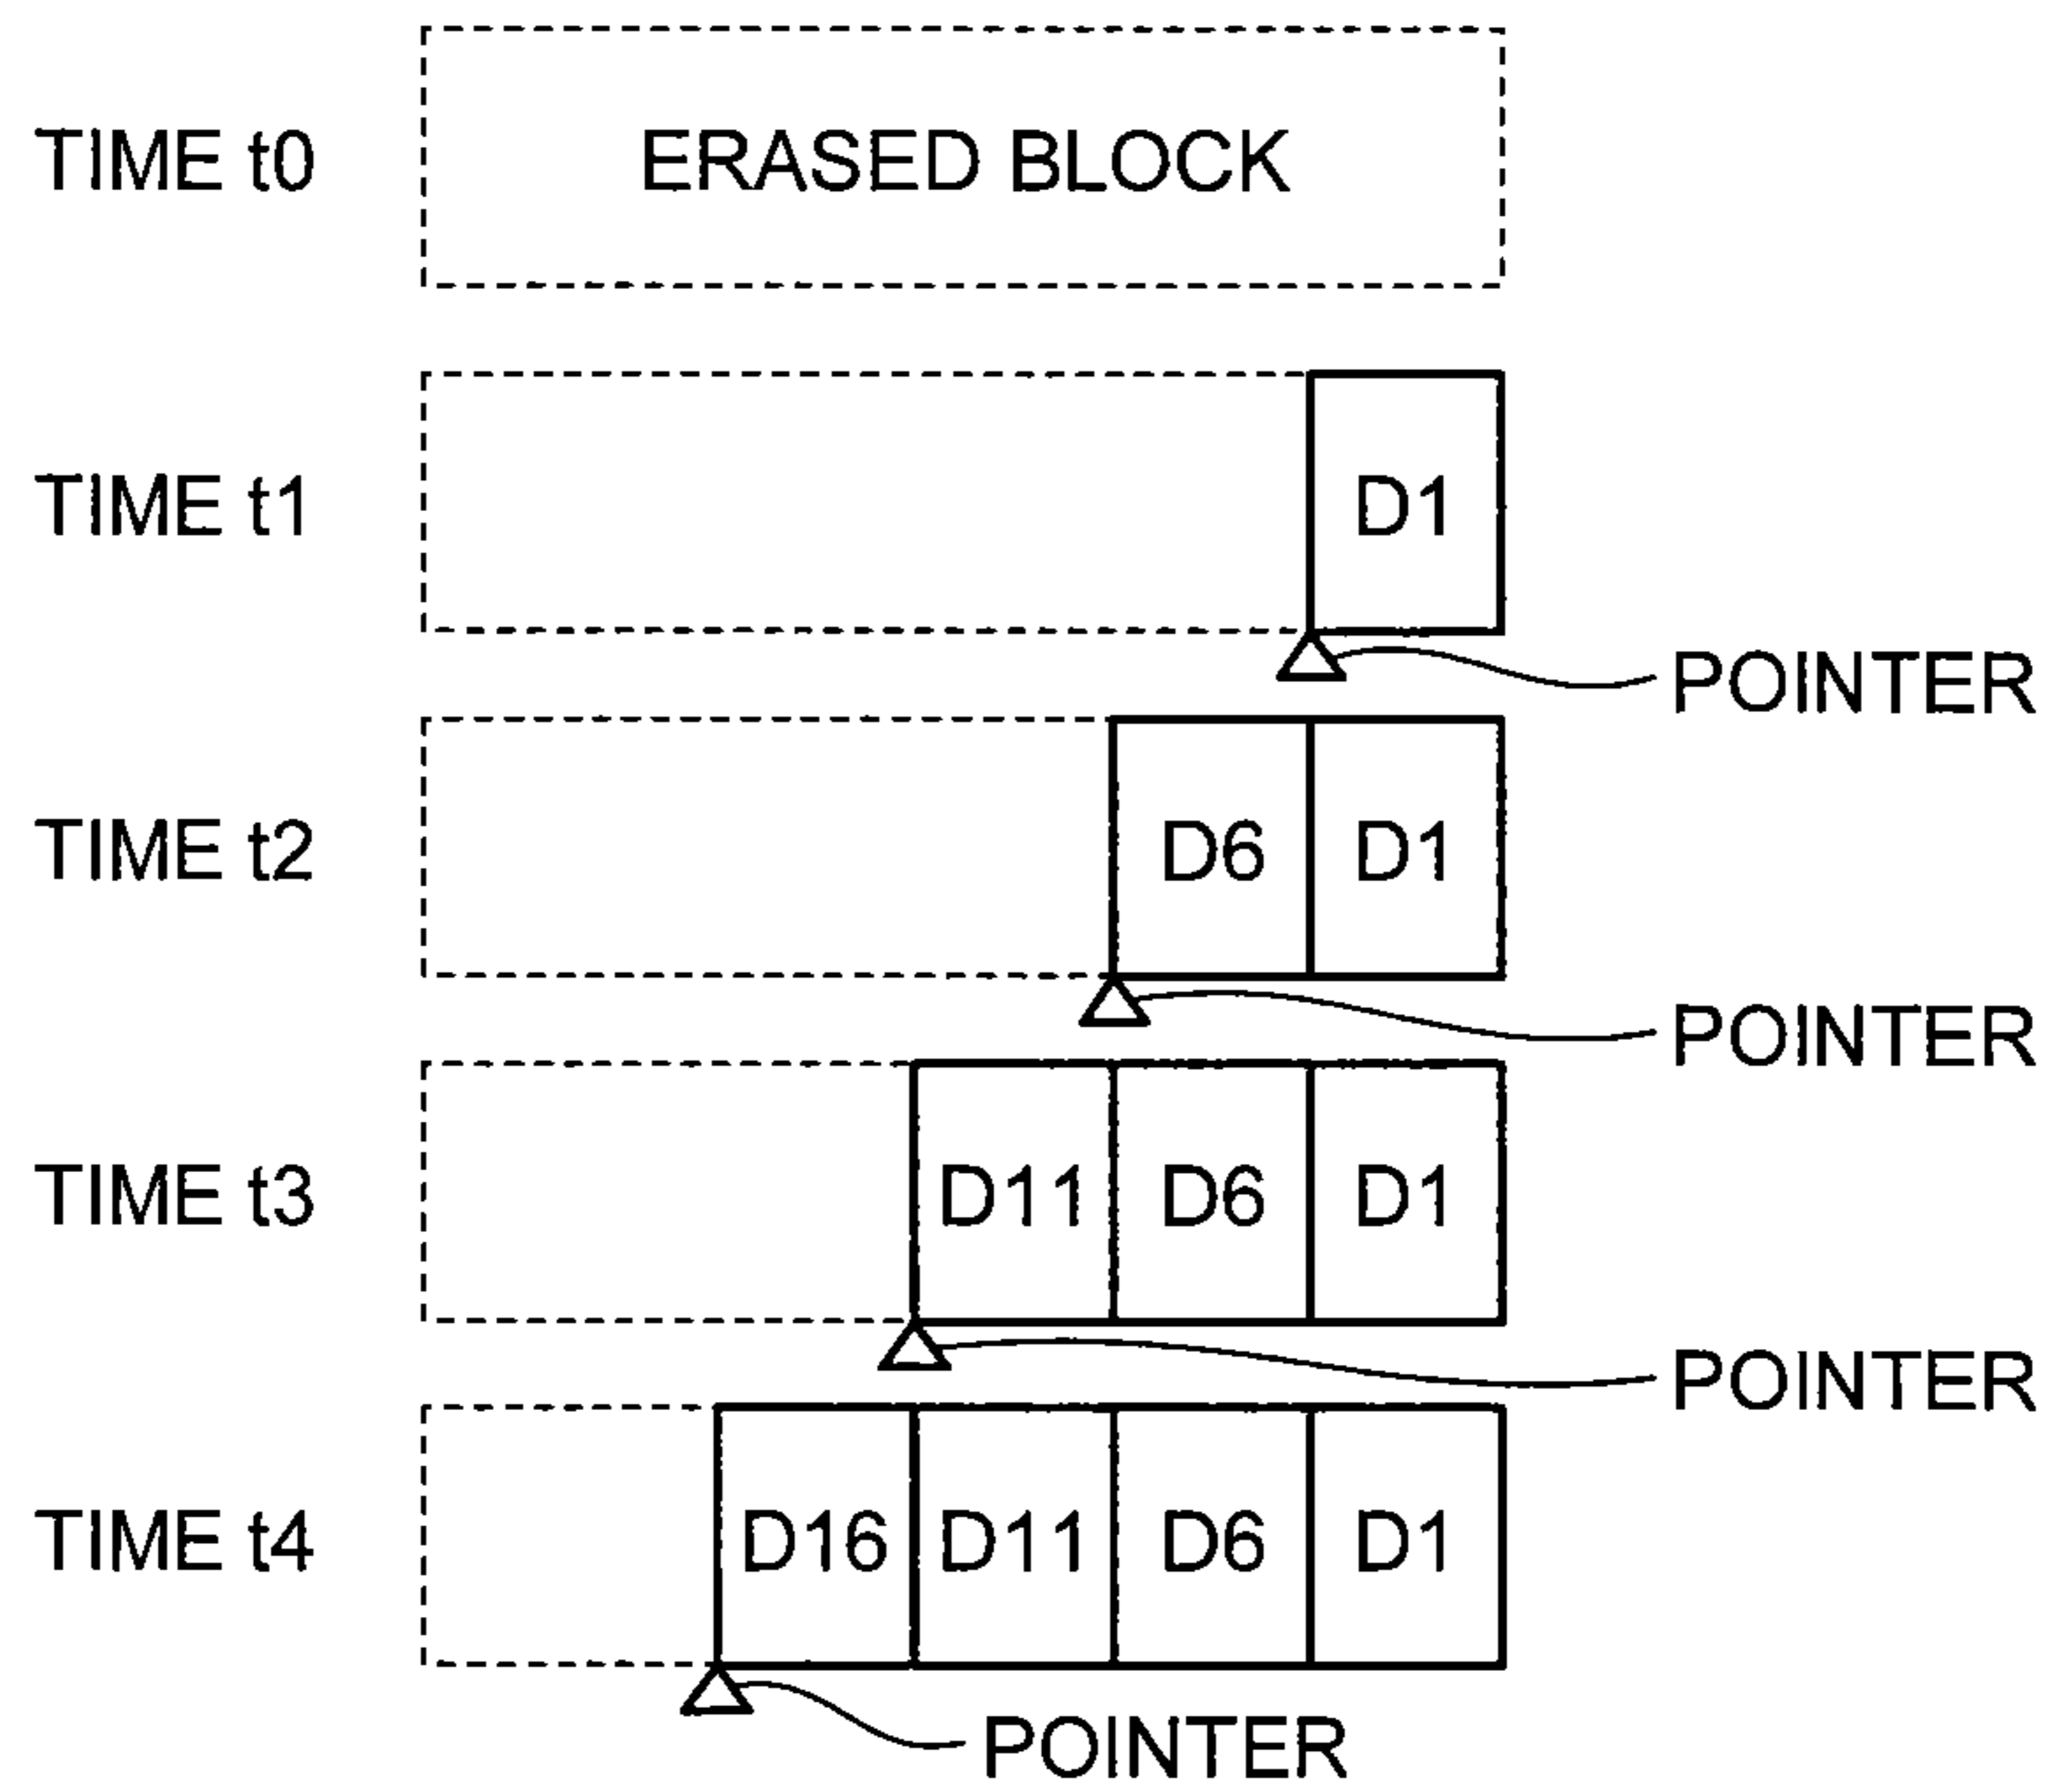 TIME t0 ERASED BLOCK
TIME t1 D1
POINTER
TIME t2 D6 D1
POINTER
TIME t3 D11 D6 D1
POINTER
TIME t4 D16 D11 D6 D1
POINTER